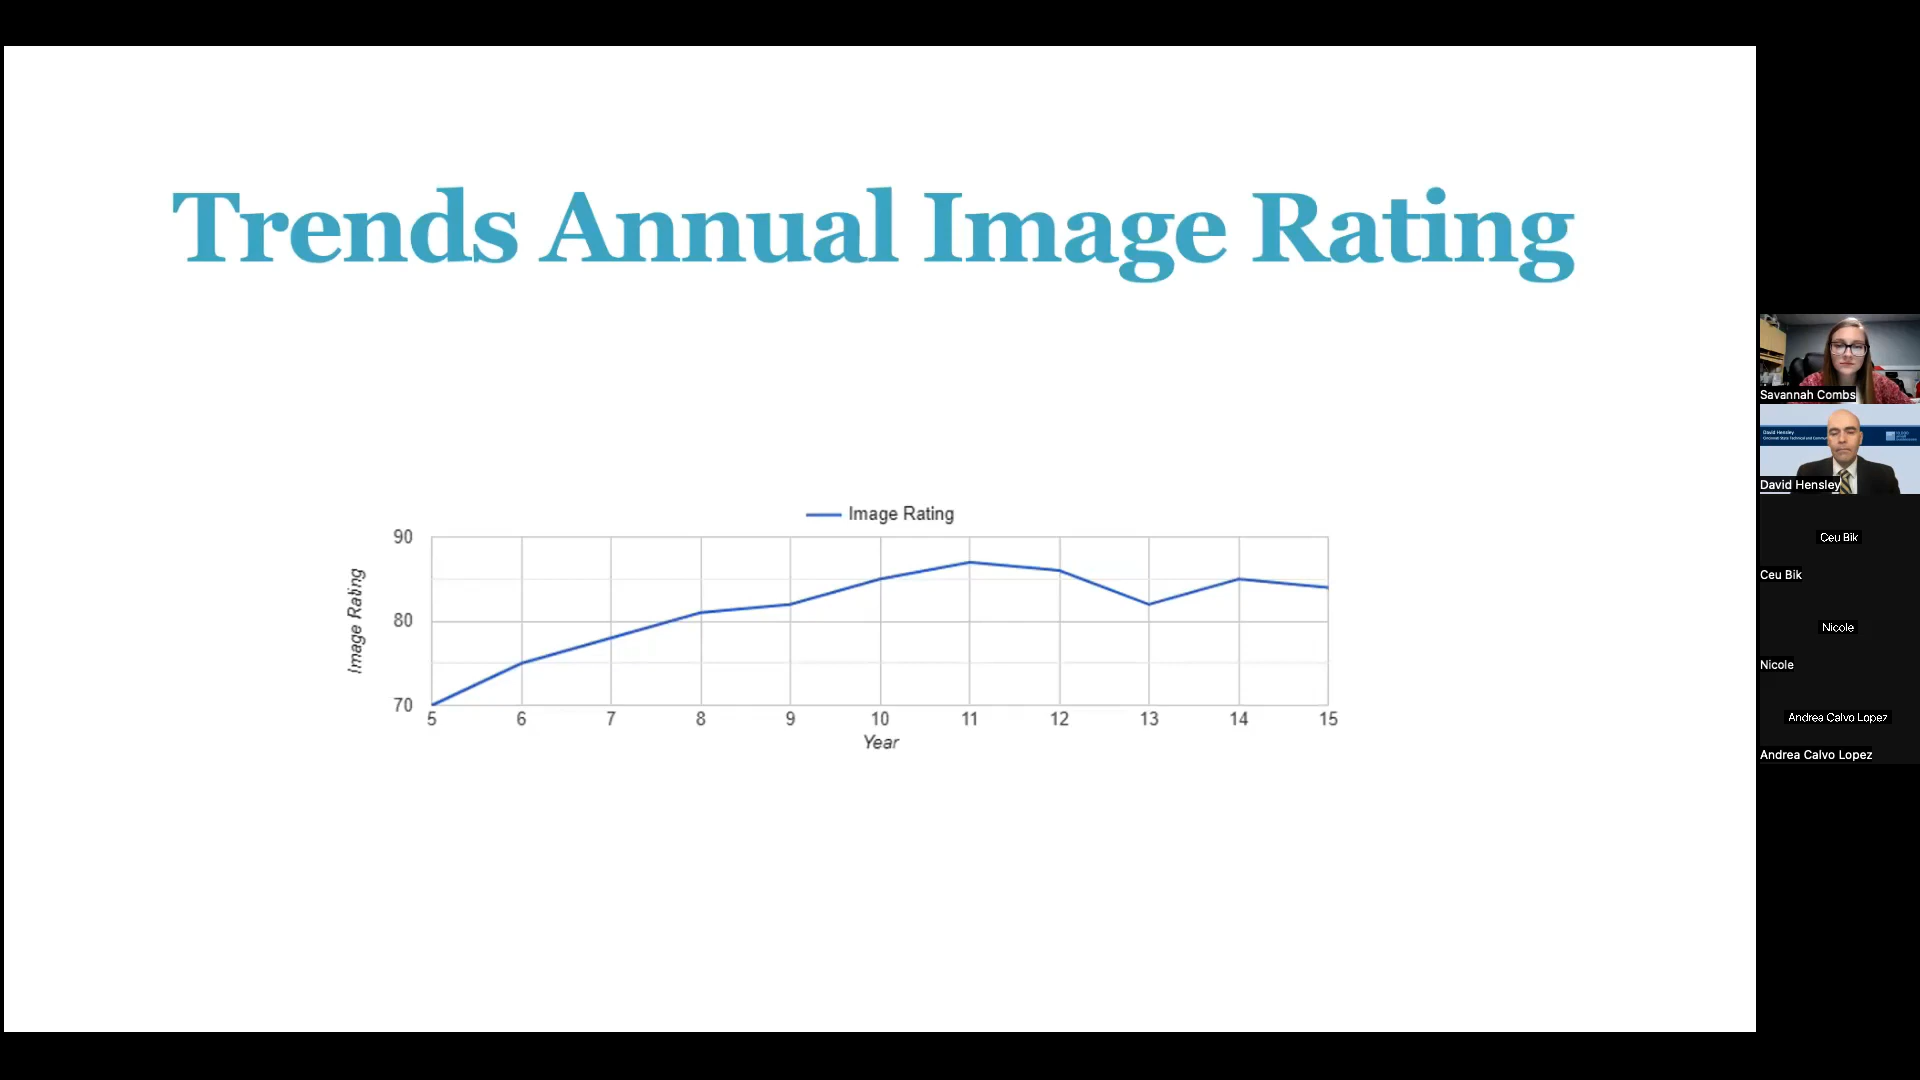 Trends Annual Image Rating
Image Rating
90
80
70
Image Rating
5 6 7 8 9 10 11 12 13 14 15
Year
Savannah Combs
David Hensley
David Hensley
Ceu Bik
Ceu Bik
Nicole
Nicole
Andrea Calvo Lopez
Andrea Calvo Lopez